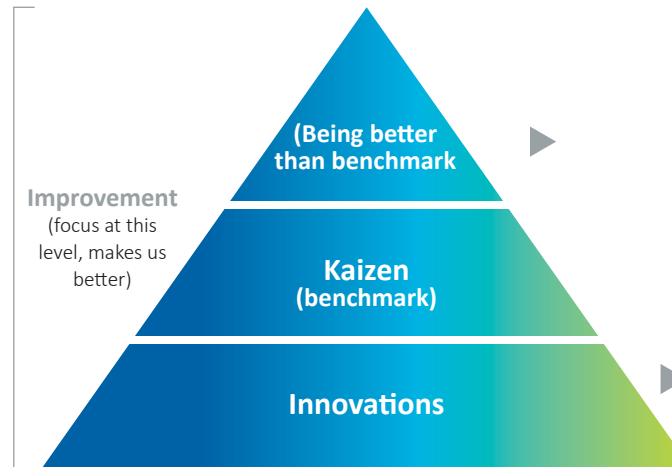 (Being better
than benchmark
Improvement
(focus at this
level, makes us
better)
Kaizen
(benchmark)
Innovations